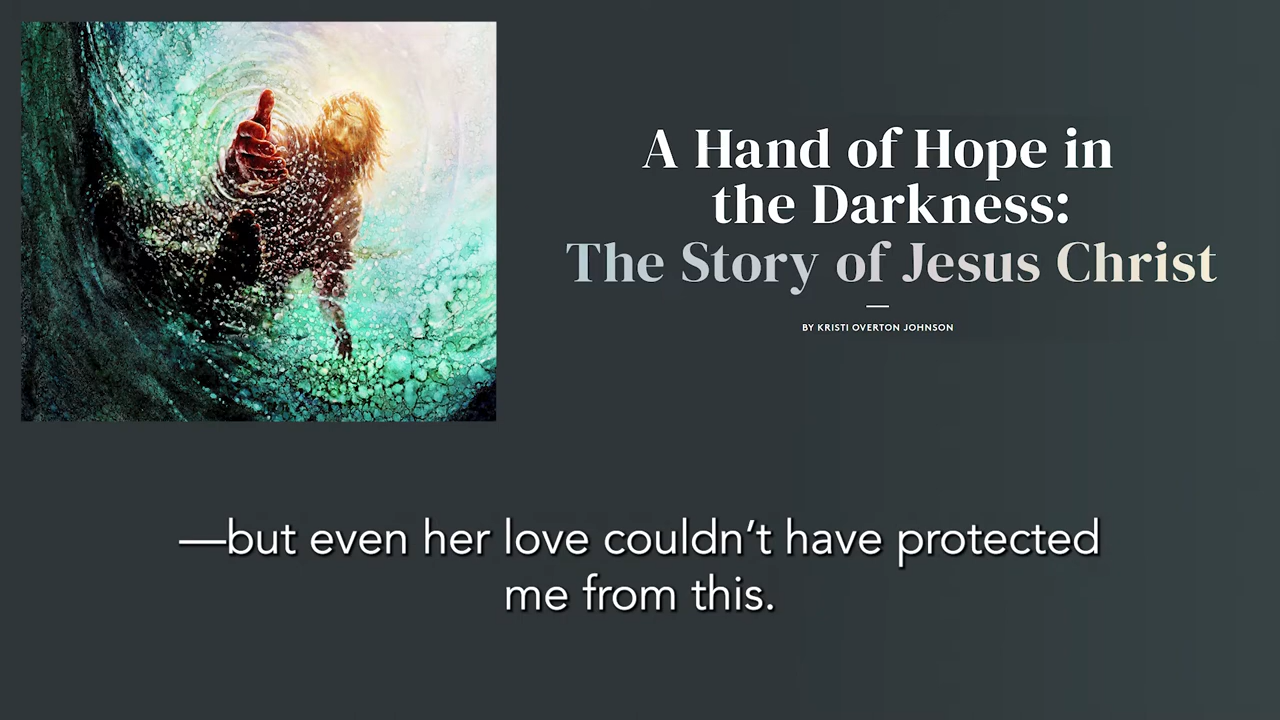 A Hand of Hope in
the Darkness:
The Story of Jesus Christ
BY KRISTI OVERTON JOHNSON
—but even her love couldn’t have protected
me from this.